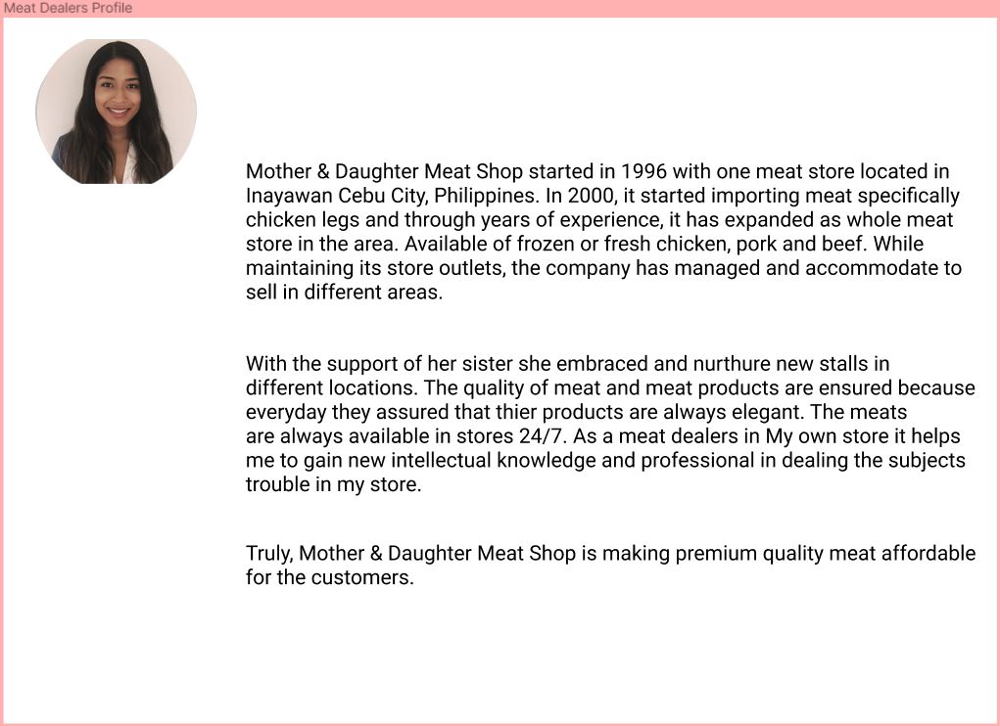 Meat Dealers Profile
Mother & Daughter Meat Shop started in 1996 with one meat store located in
Inayawan Cebu City, Philippines. In 2000, it started importing meat specifically
chicken legs and through years of experience, it has expanded as whole meat
store in the area. Available of frozen or fresh chicken, pork and beef. While
maintaining its store outlets, the company has managed and accommodate to
sell in different areas.
With the support of her sister she embraced and nurthure new stalls in
different locations. The quality of meat and meat products are ensured because
everyday they assured that thier products are always elegant. The meats
are always available in stores 24/7. As a meat dealers in My own store it helps
me to gain new intellectual knowledge and professional in dealing the subjects
trouble in my store.
Truly, Mother & Daughter Meat Shop is making premium quality meat affordable
for the customers.